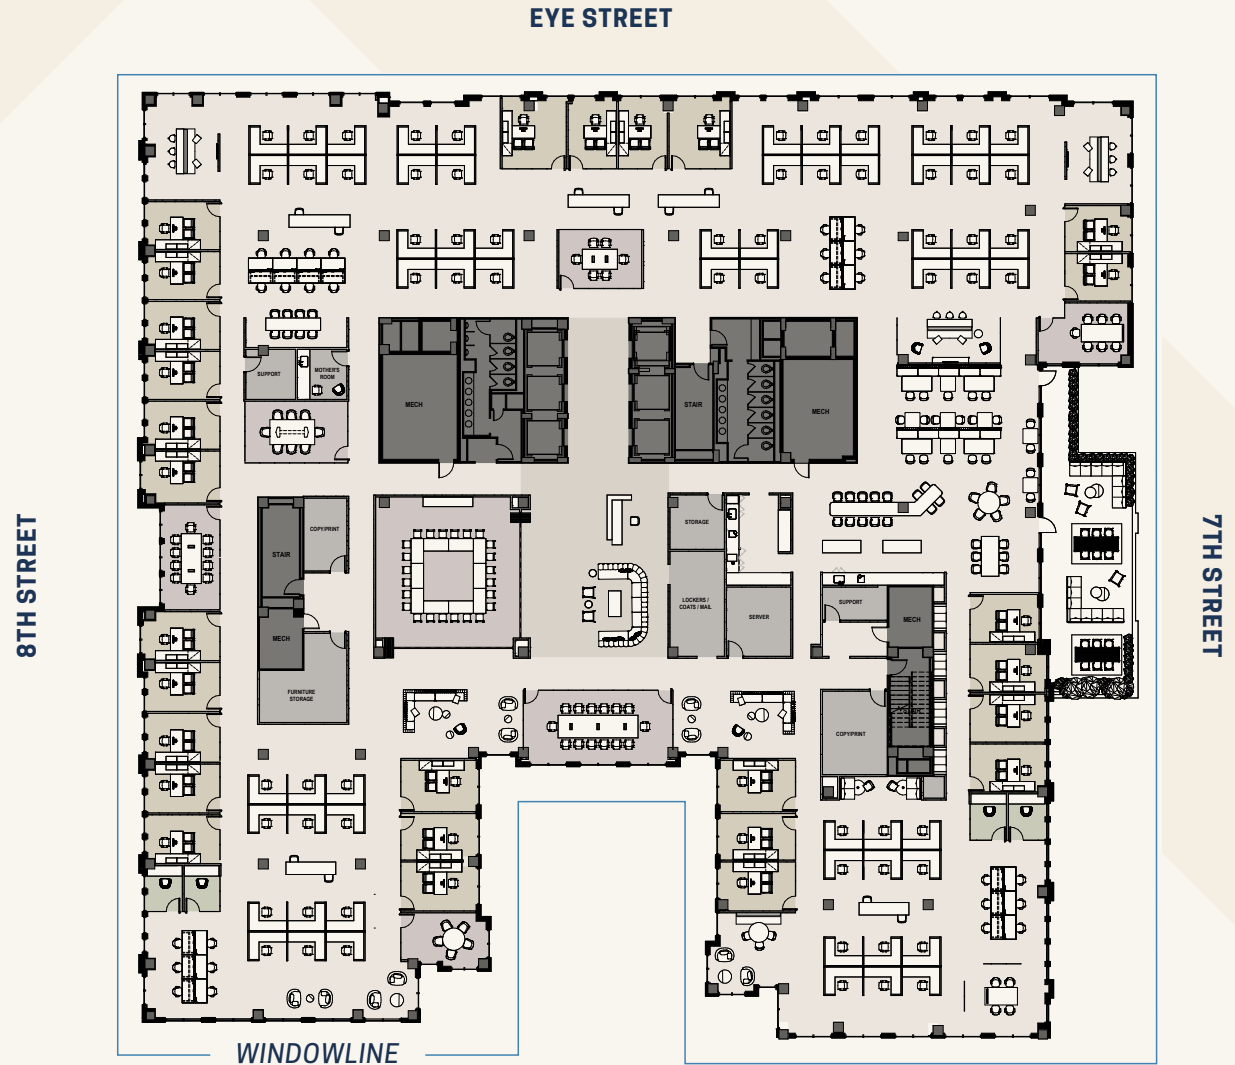 EYE STREET
SUPPORT
MOTHER'S
ROOM
MECH
STAIR
MECH
COPY/PRINT
STAIR
STORAGE
8TH STREET
7TH STREET
LOCKERS /
COATS / MAIL
SERVER
SUPPORT
MECH
MECH
FURNITURE
STORAGE
COPY/PRINT
WINDOWLINE